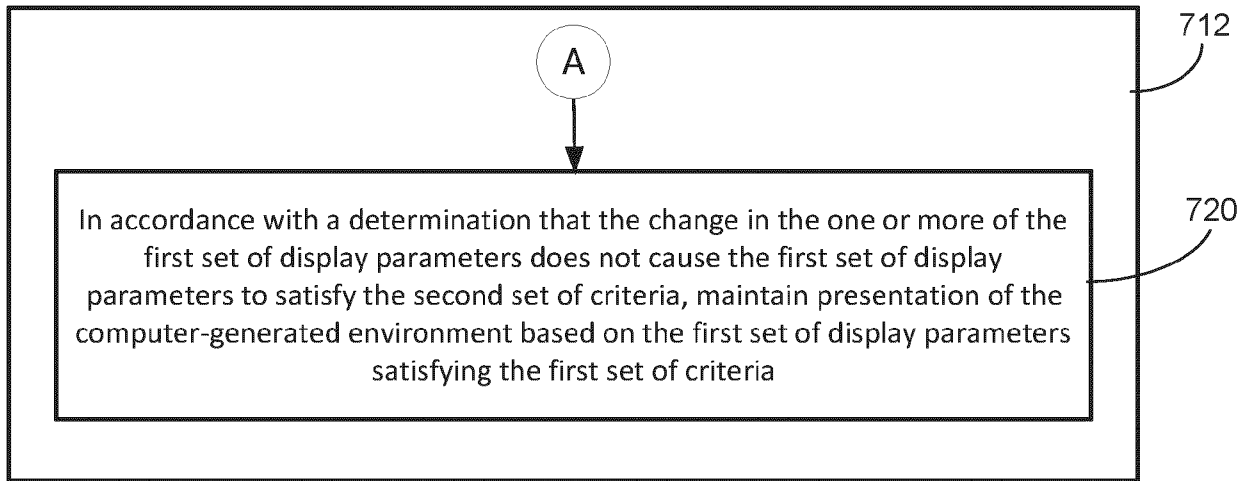 712
A
720
In accordance with a determination that the change in the one or more of the
first set of display parameters does not cause the first set of display
parameters to satisfy the second set of criteria, maintain presentation of the
computer-generated environment based on the first set of display parameters
satisfying the first set of criteria